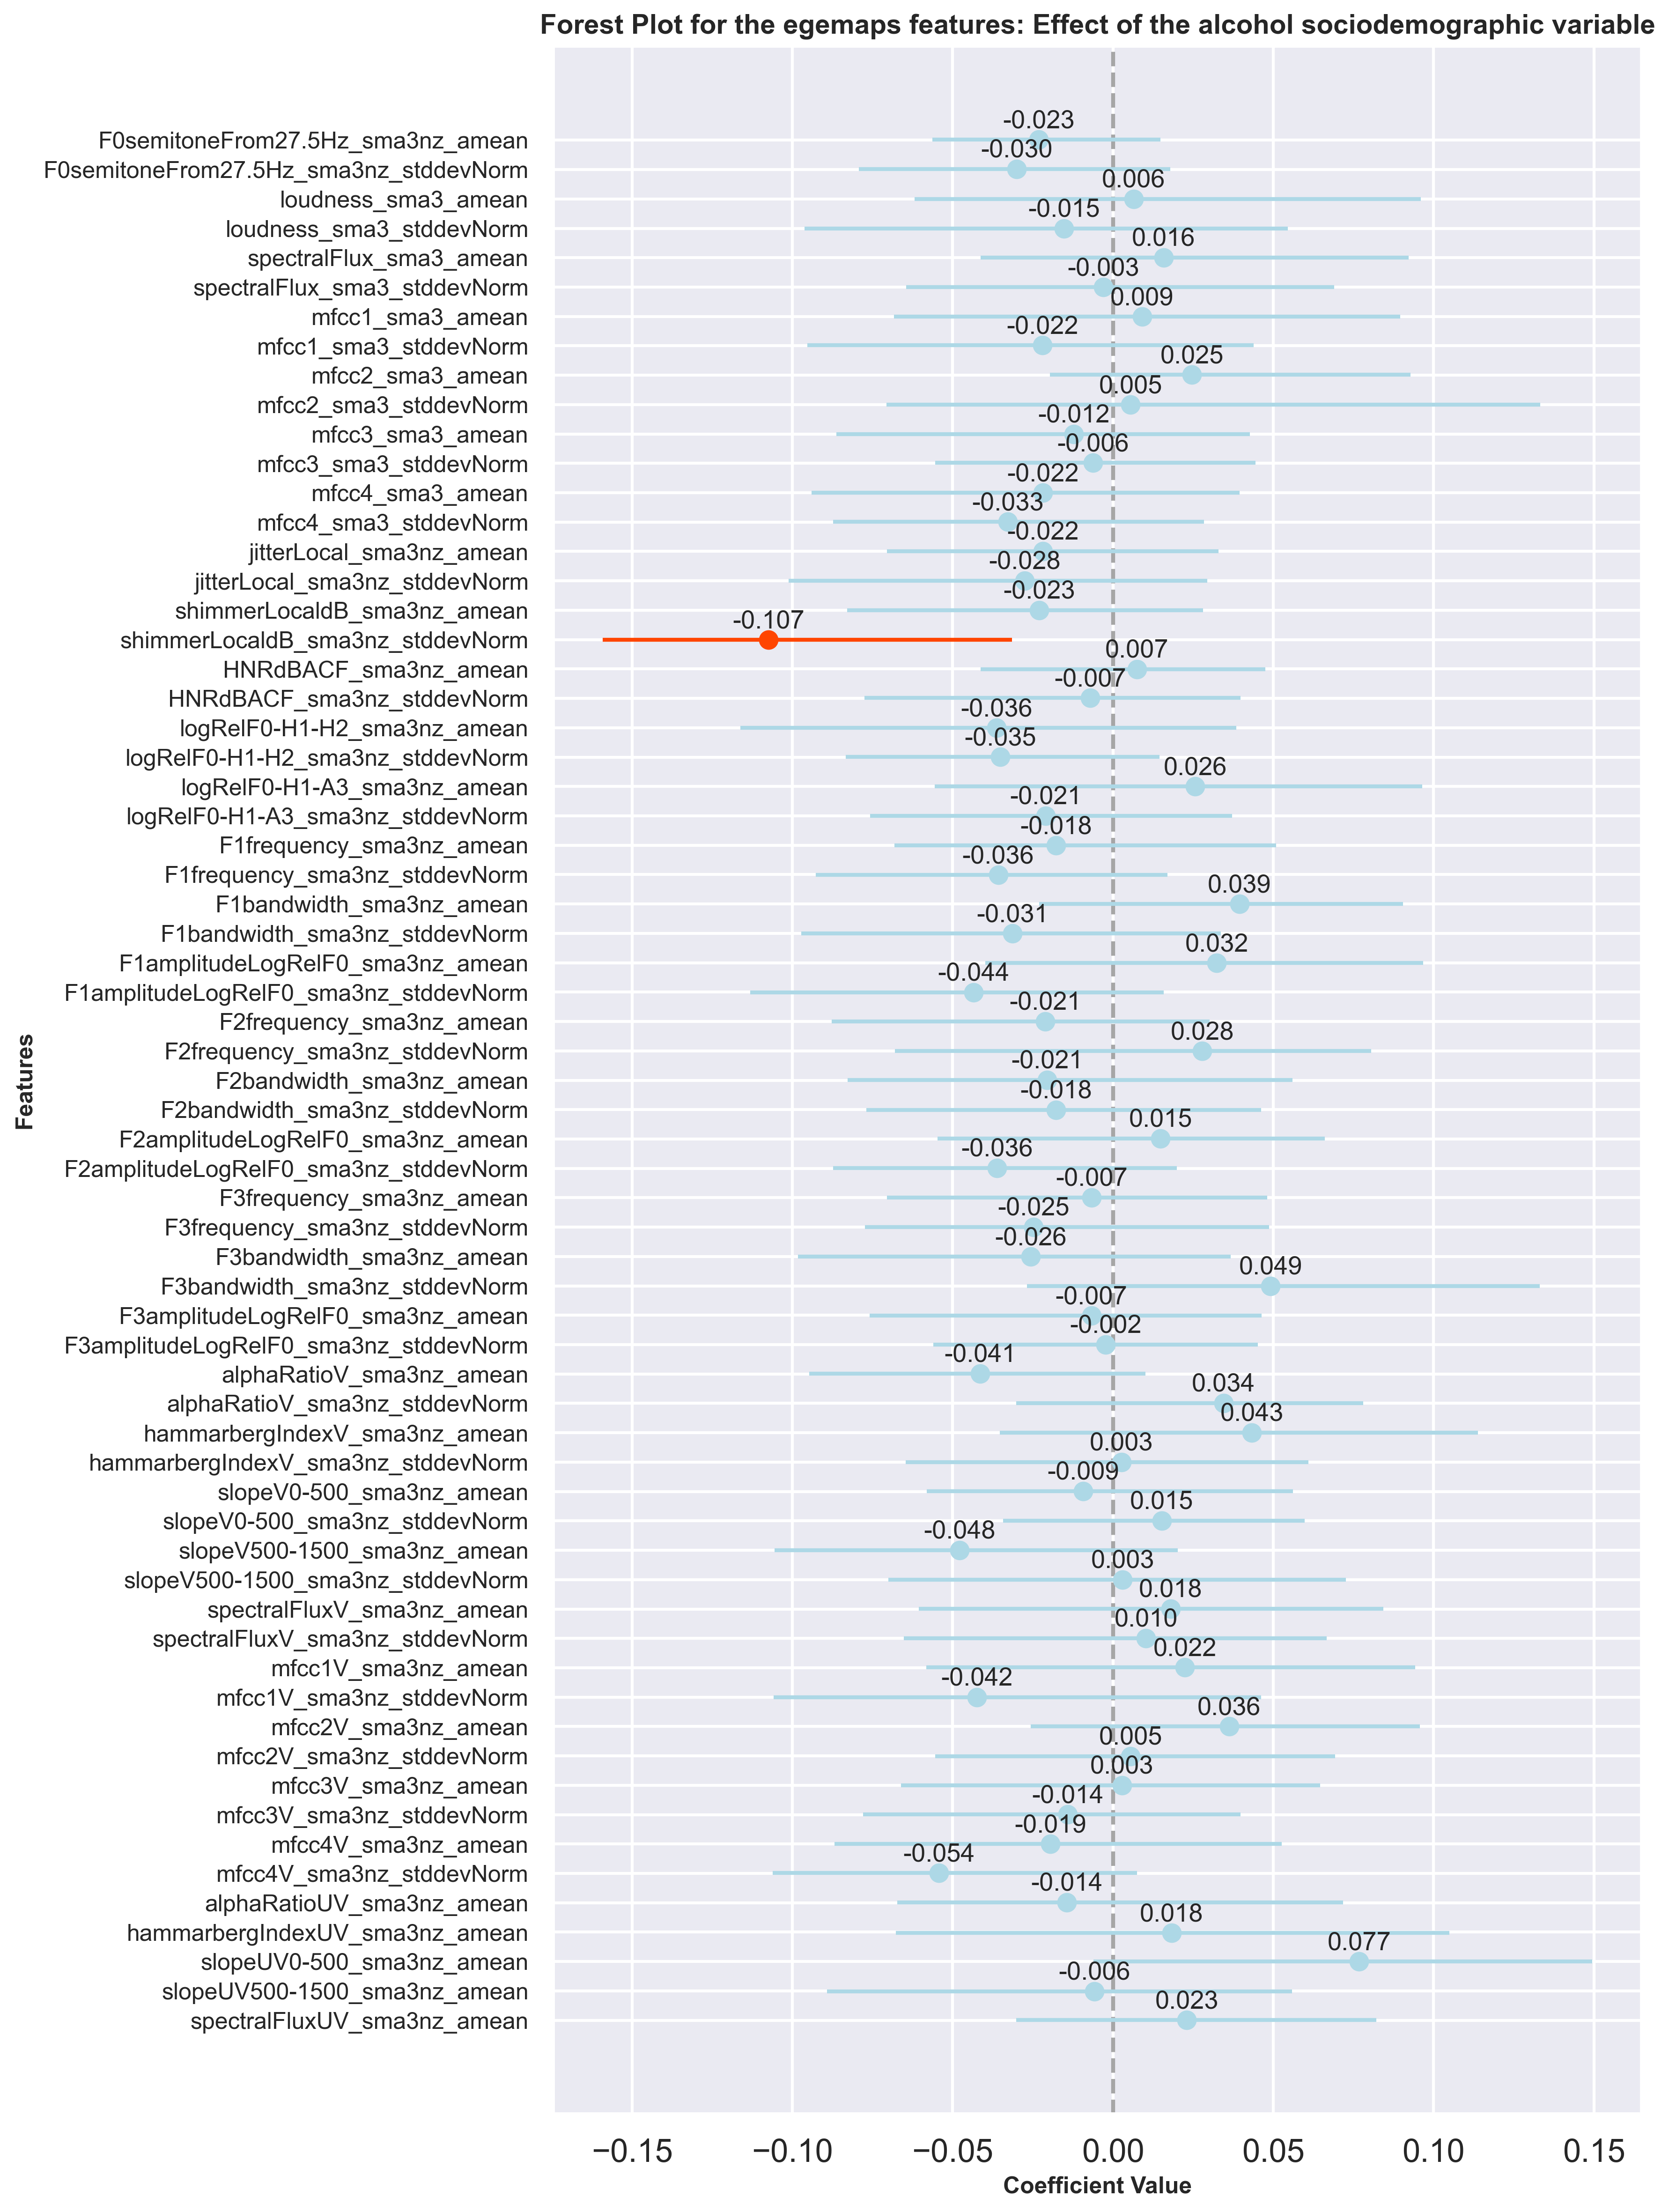 Forest Plot for the egemaps features: Effect of the alcohol sociodemographic variable
F0semitoneFrom27.5Hz_sma3nz_amean -0.023
F0semitoneFrom27.5Hz_sma3nz_stddevNorm -0.030
loudness_sma3_amean 0.006
loudness_sma3_stddevNorm -0.015
spectralFlux_sma3_amean 0.016
spectralFlux_sma3_stddevNorm -0.003
mfcc1_sma3_amean 0.009
mfcc1_sma3_stddevNorm -0.022
mfcc2_sma3_amean 0.025
mfcc2_sma3_stddevNorm 0.005
mfcc3_sma3_amean -0.012
mfcc3_sma3_stddevNorm -0.006
mfcc4_sma3_amean -0.022
mfcc4_sma3_stddevNorm -0.033
jitterLocal_sma3nz_amean -0.022
jitterLocal_sma3nz_stddevNorm -0.028
shimmerLocaldB_sma3nz_amean -0.023
shimmerLocaldB_sma3nz_stddevNorm -0.107
HNRdBACF_sma3nz_amean 0.007
HNRdBACF_sma3nz_stddevNorm -0.007
logRelF0-H1-H2_sma3nz_amean -0.036
logRelF0-H1-H2_sma3nz_stddevNorm -0.035
logRelF0-H1-A3_sma3nz_amean 0.026
logRelF0-H1-A3_sma3nz_stddevNorm -0.021
F1frequency_sma3nz_amean -0.018
F1frequency_sma3nz_stddevNorm -0.036
F1bandwidth_sma3nz_amean 0.039
F1bandwidth_sma3nz_stddevNorm -0.031
F1amplitudeLogRelF0_sma3nz_amean 0.032
F1amplitudeLogRelF0_sma3nz_stddevNorm -0.044
F2frequency_sma3nz_amean -0.021
F2frequency_sma3nz_stddevNorm 0.028
F2bandwidth_sma3nz_amean -0.021
F2bandwidth_sma3nz_stddevNorm -0.018
F2amplitudeLogRelF0_sma3nz_amean 0.015
F2amplitudeLogRelF0_sma3nz_stddevNorm -0.036
F3frequency_sma3nz_amean -0.007
F3frequency_sma3nz_stddevNorm -0.025
F3bandwidth_sma3nz_amean -0.026
F3bandwidth_sma3nz_stddevNorm 0.049
F3amplitudeLogRelF0_sma3nz_amean -0.007
F3amplitudeLogRelF0_sma3nz_stddevNorm -0.002
alphaRatioV_sma3nz_amean -0.041
alphaRatioV_sma3nz_stddevNorm 0.034
hammarbergIndexV_sma3nz_amean 0.043
hammarbergIndexV_sma3nz_stddevNorm 0.003
slopeV0-500_sma3nz_amean -0.009
slopeV0-500_sma3nz_stddevNorm 0.015
slopeV500-1500_sma3nz_amean -0.048
slopeV500-1500_sma3nz_stddevNorm 0.003
spectralFluxV_sma3nz_amean 0.018
spectralFluxV_sma3nz_stddevNorm 0.010
mfcc1V_sma3nz_amean 0.022
mfcc1V_sma3nz_stddevNorm -0.042
mfcc2V_sma3nz_amean 0.036
mfcc2V_sma3nz_stddevNorm 0.005
mfcc3V_sma3nz_amean 0.003
mfcc3V_sma3nz_stddevNorm -0.014
mfcc4V_sma3nz_amean -0.019
mfcc4V_sma3nz_stddevNorm -0.054
alphaRatioUV_sma3nz_amean -0.014
hammarbergIndexUV_sma3nz_amean 0.018
slopeUV0-500_sma3nz_amean 0.077
slopeUV500-1500_sma3nz_amean -0.006
spectralFluxUV_sma3nz_amean 0.023
Features
−0.15 −0.10 −0.05 0.00 0.05 0.10 0.15
Coefficient Value